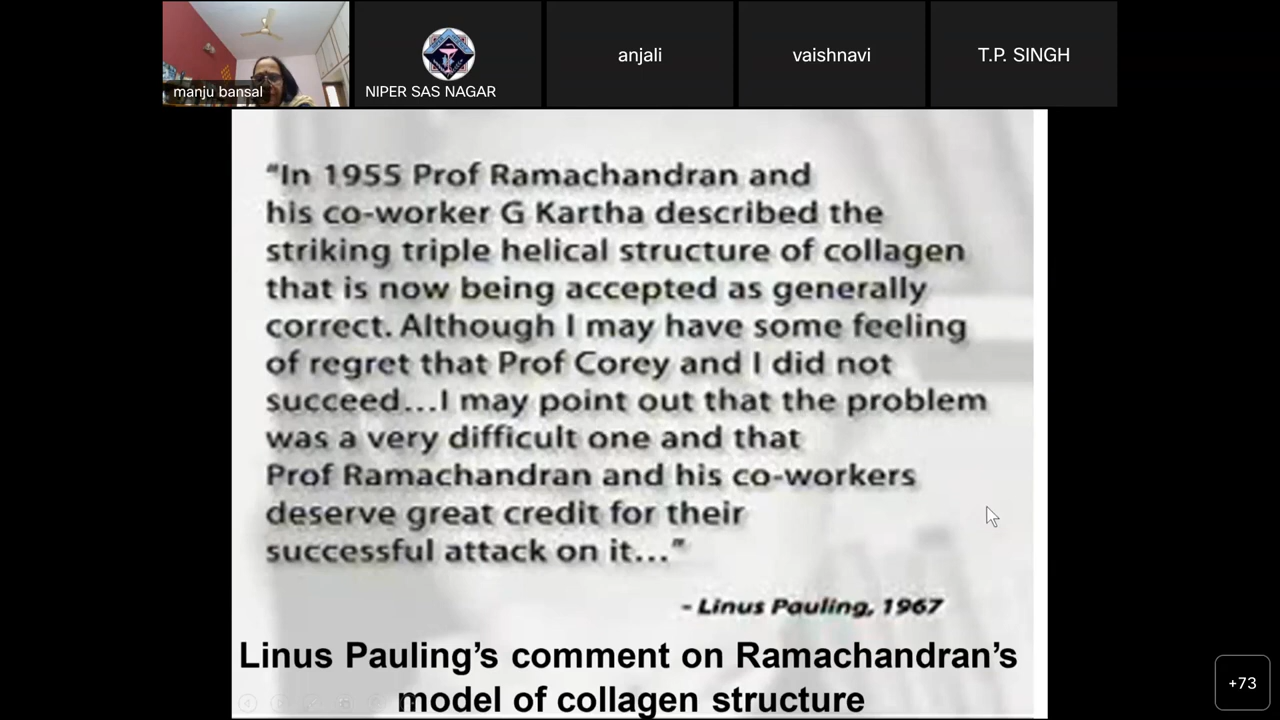 manju bansal
NIPER SAS NAGAR
anjali
vaishnavi
T.P. SINGH
“In 1955 Prof Ramachandran and
his co-worker G Kartha described the
striking triple helical structure of collagen
that is now being accepted as generally
correct. Although I may have some feeling
of regret that Prof Corey and I did not
succeed...I may point out that the problem
was a very difficult one and that
Prof Ramachandran and his co-workers
deserve great credit for their
successful attack on it...”
- Linus Pauling, 1967
Linus Pauling’s comment on Ramachandran’s
model of collagen structure
+73